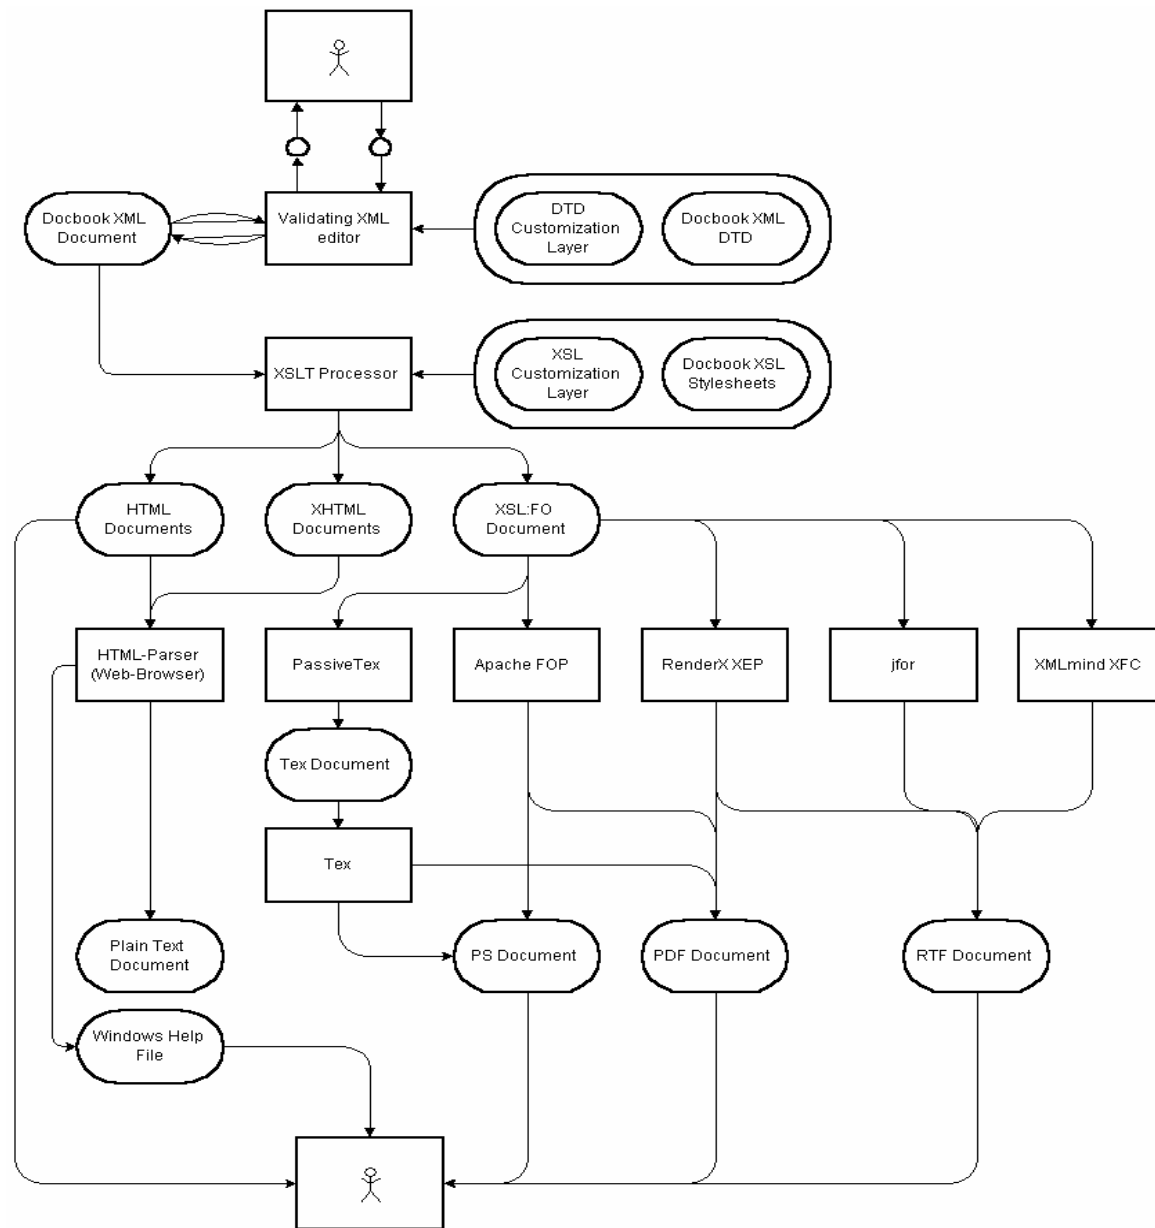 Docbook XML
Document
Validating XML
editor
DTD
Customization
Layer
Docbook XML
DTD
XSLT Processor
XSL
Customization
Layer
Docbook XSL
Stylesheets
HTML
Documents
XHTML
Documents
XSL:FO
Document
HTML-Parser
(Web-Browser)
PassiveTex
Apache FOP
RenderX XEP
jfor
XMLmind XFC
Tex Document
Tex
Plain Text
Document
PS Document
PDF Document
RTF Document
Windows Help
File